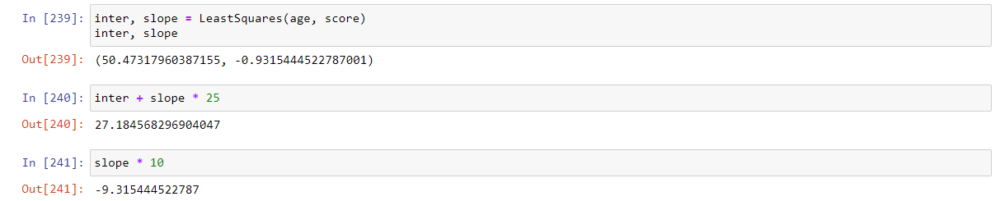 In [239]: inter, slope = LeastSquares(age, score)
inter, slope
Out[239]: (50.47317960387155, -0.9315444522787001)
In [240]: inter + slope * 25
Out[240]: 27.184568296904047
In [241]: slope * 10
Out[241]: -9.315444522787